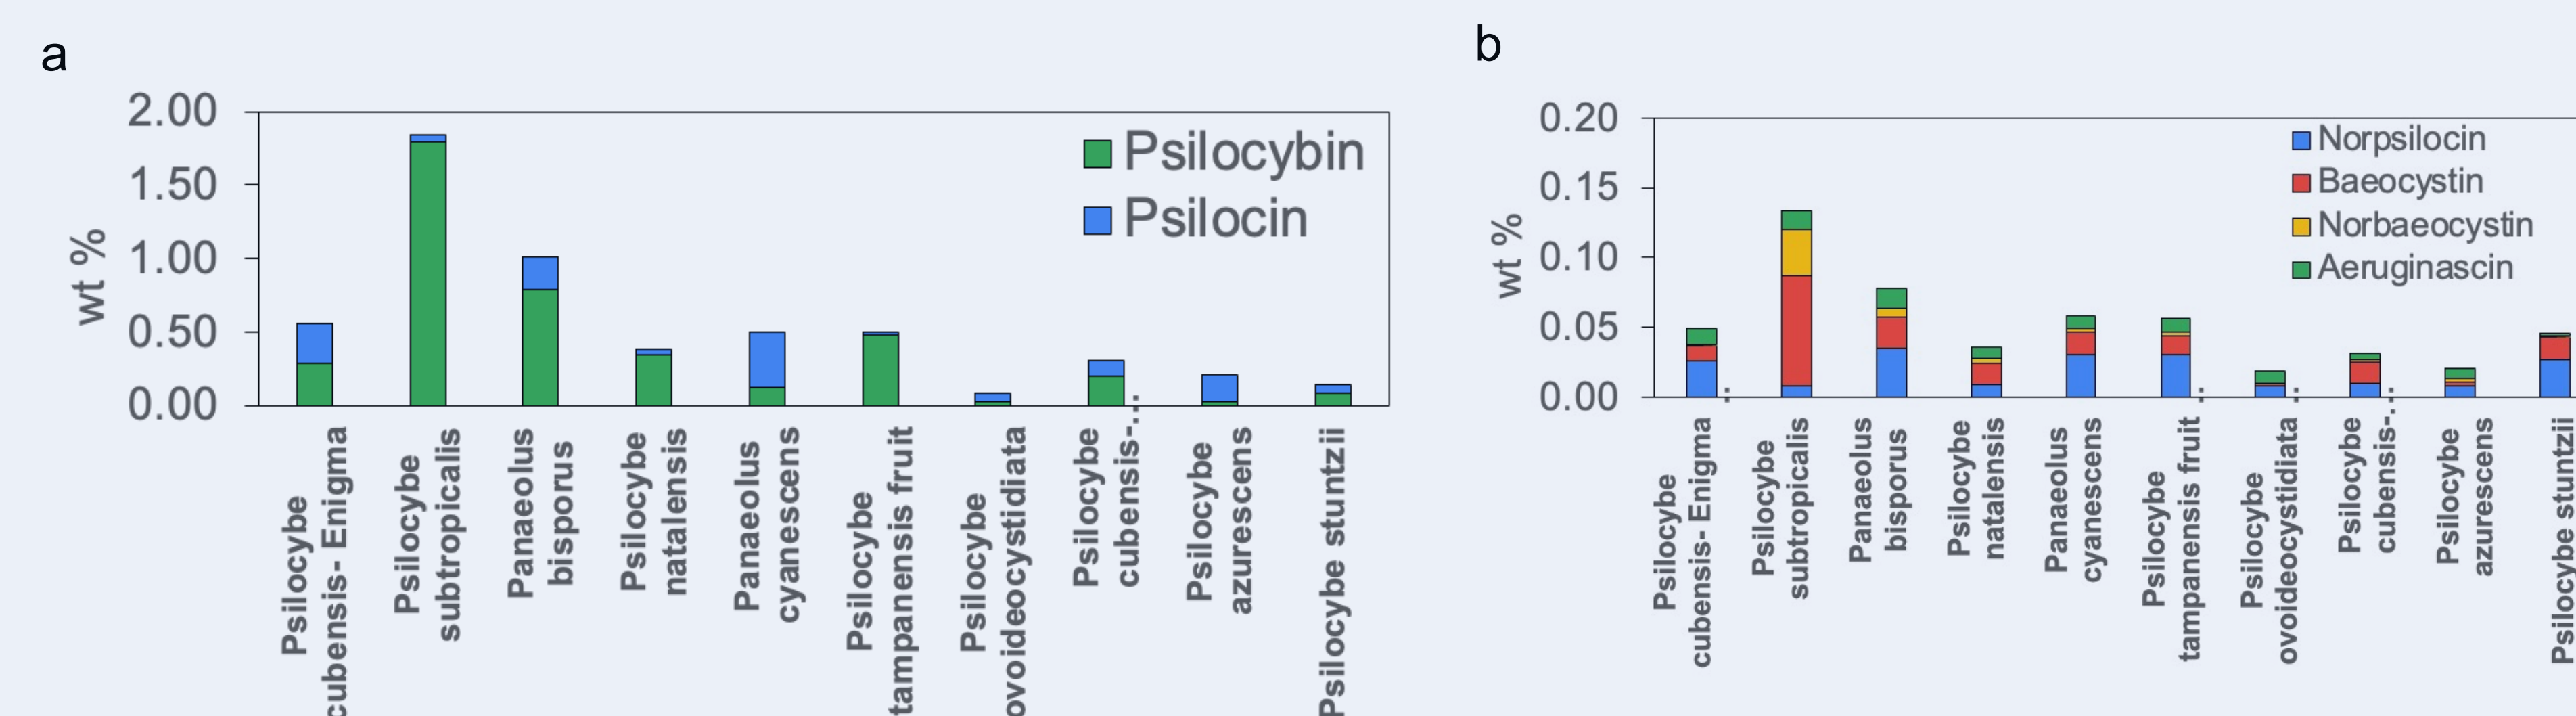 a
2.00
1.50
1.00
0.50
0.00
wt %
Psilocybin
Psilocin
Psilocybe
cubensis- Enigma
Psilocybe
subtropicalis
Panaeolus
bisporus
Psilocybe
natalensis
Panaeolus
cyanescens
Psilocybe
tampanensis fruit
Psilocybe
ovoideocystidiata
Psilocybe
cubensis-...
Psilocybe
azurescens
Psilocybe stuntzii
b
0.20
0.15
0.10
0.05
0.00
wt %
Norpsilocin
Baeocystin
Norbaeocystin
Aeruginascin
Psilocybe
cubensis- Enigma
Psilocybe
subtropicalis
Panaeolus
bisporus
Psilocybe
natalensis
Panaeolus
cyanescens
Psilocybe
tampanensis fruit
Psilocybe
ovoideocystidiata
Psilocybe
cubensis-...
Psilocybe
azurescens
Psilocybe stuntzii